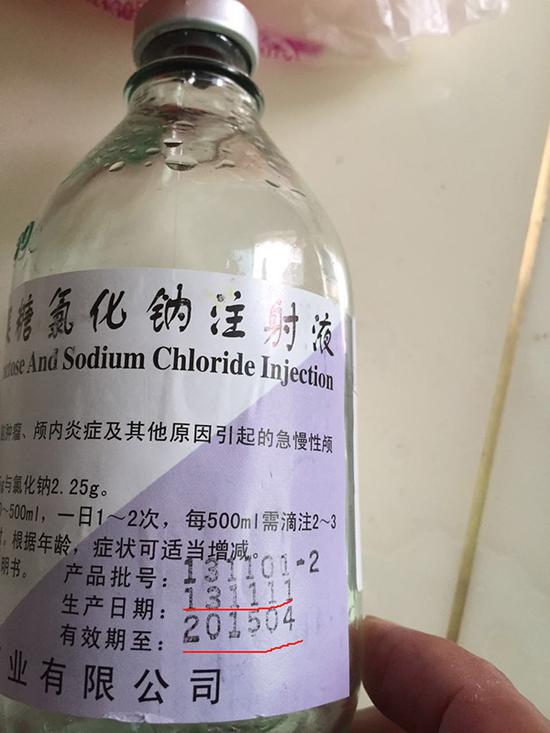 糖氯化钠注射液
And Sodium Chloride Injection
肿瘤、颅内炎症及其他原因引起的急慢性颅
与氯化钠2.25g。
～500ml，一日1～2次，每500ml需滴注2～3
根据年龄，症状可适当增减。
明书。
产品批号：131101-2
生产日期：131111
有效期至：201504
业有限公司